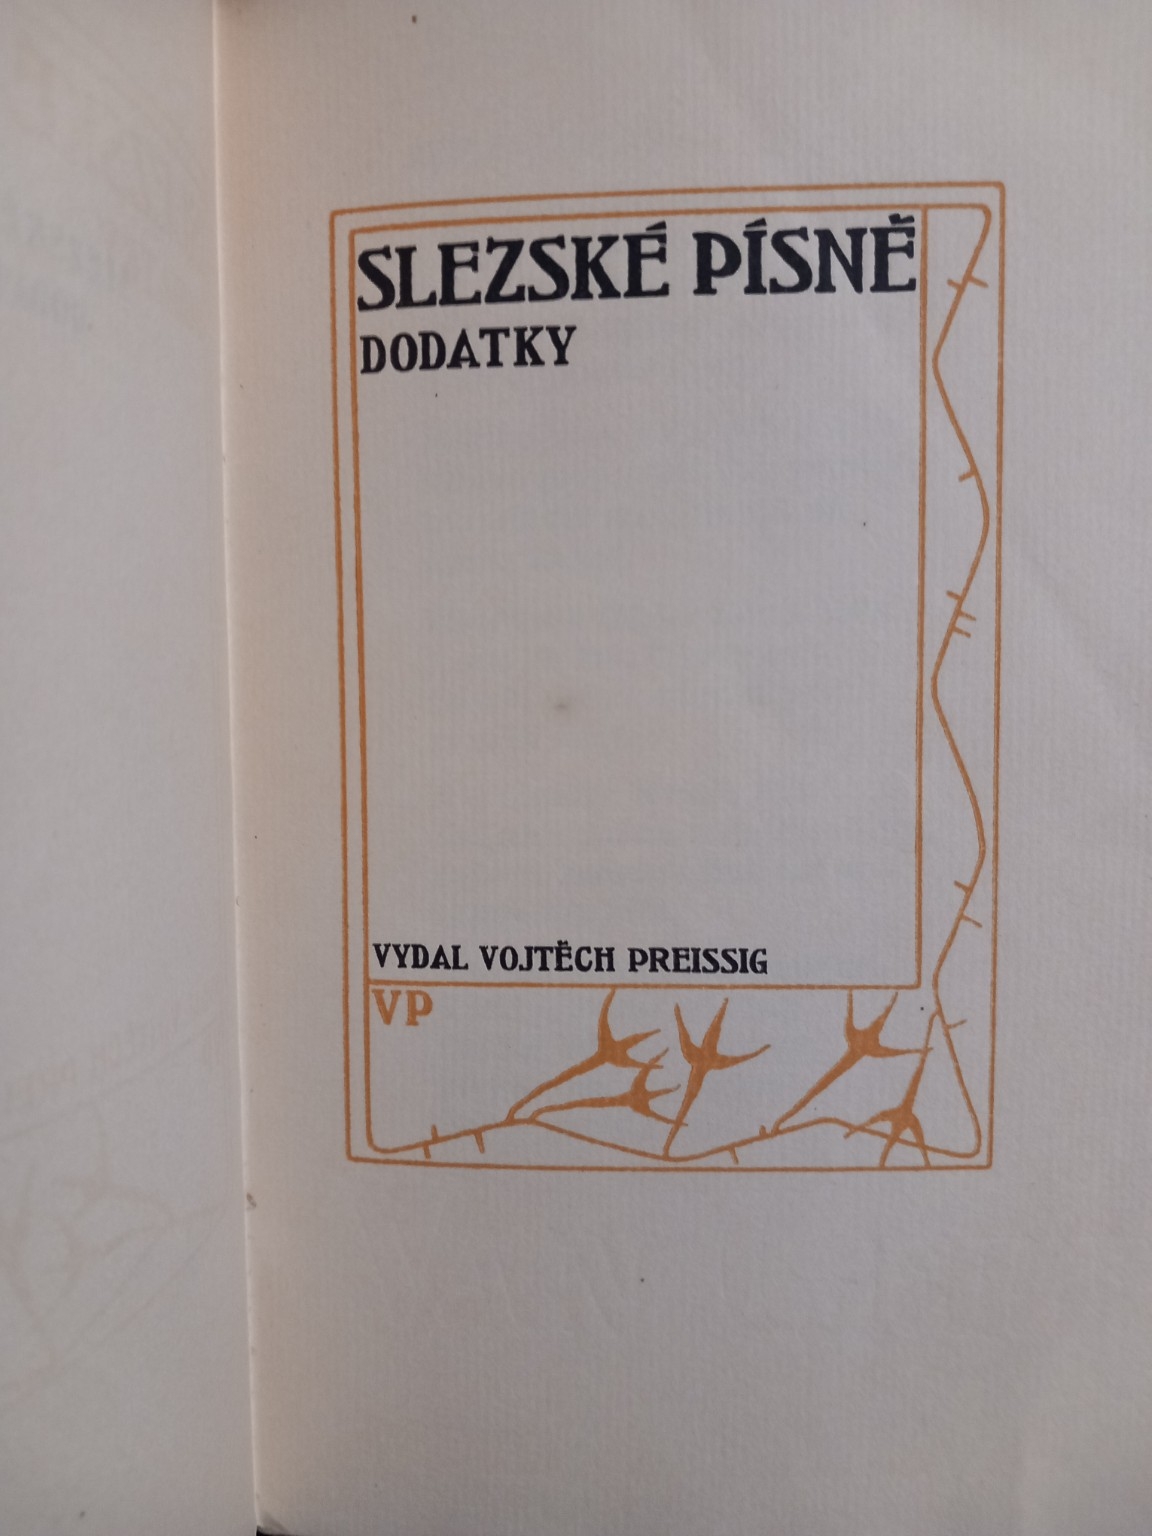 SLEZSKÉ PÍSNĚ
DODATKY
VYDAL VOJTĚCH PREISSIG
VP